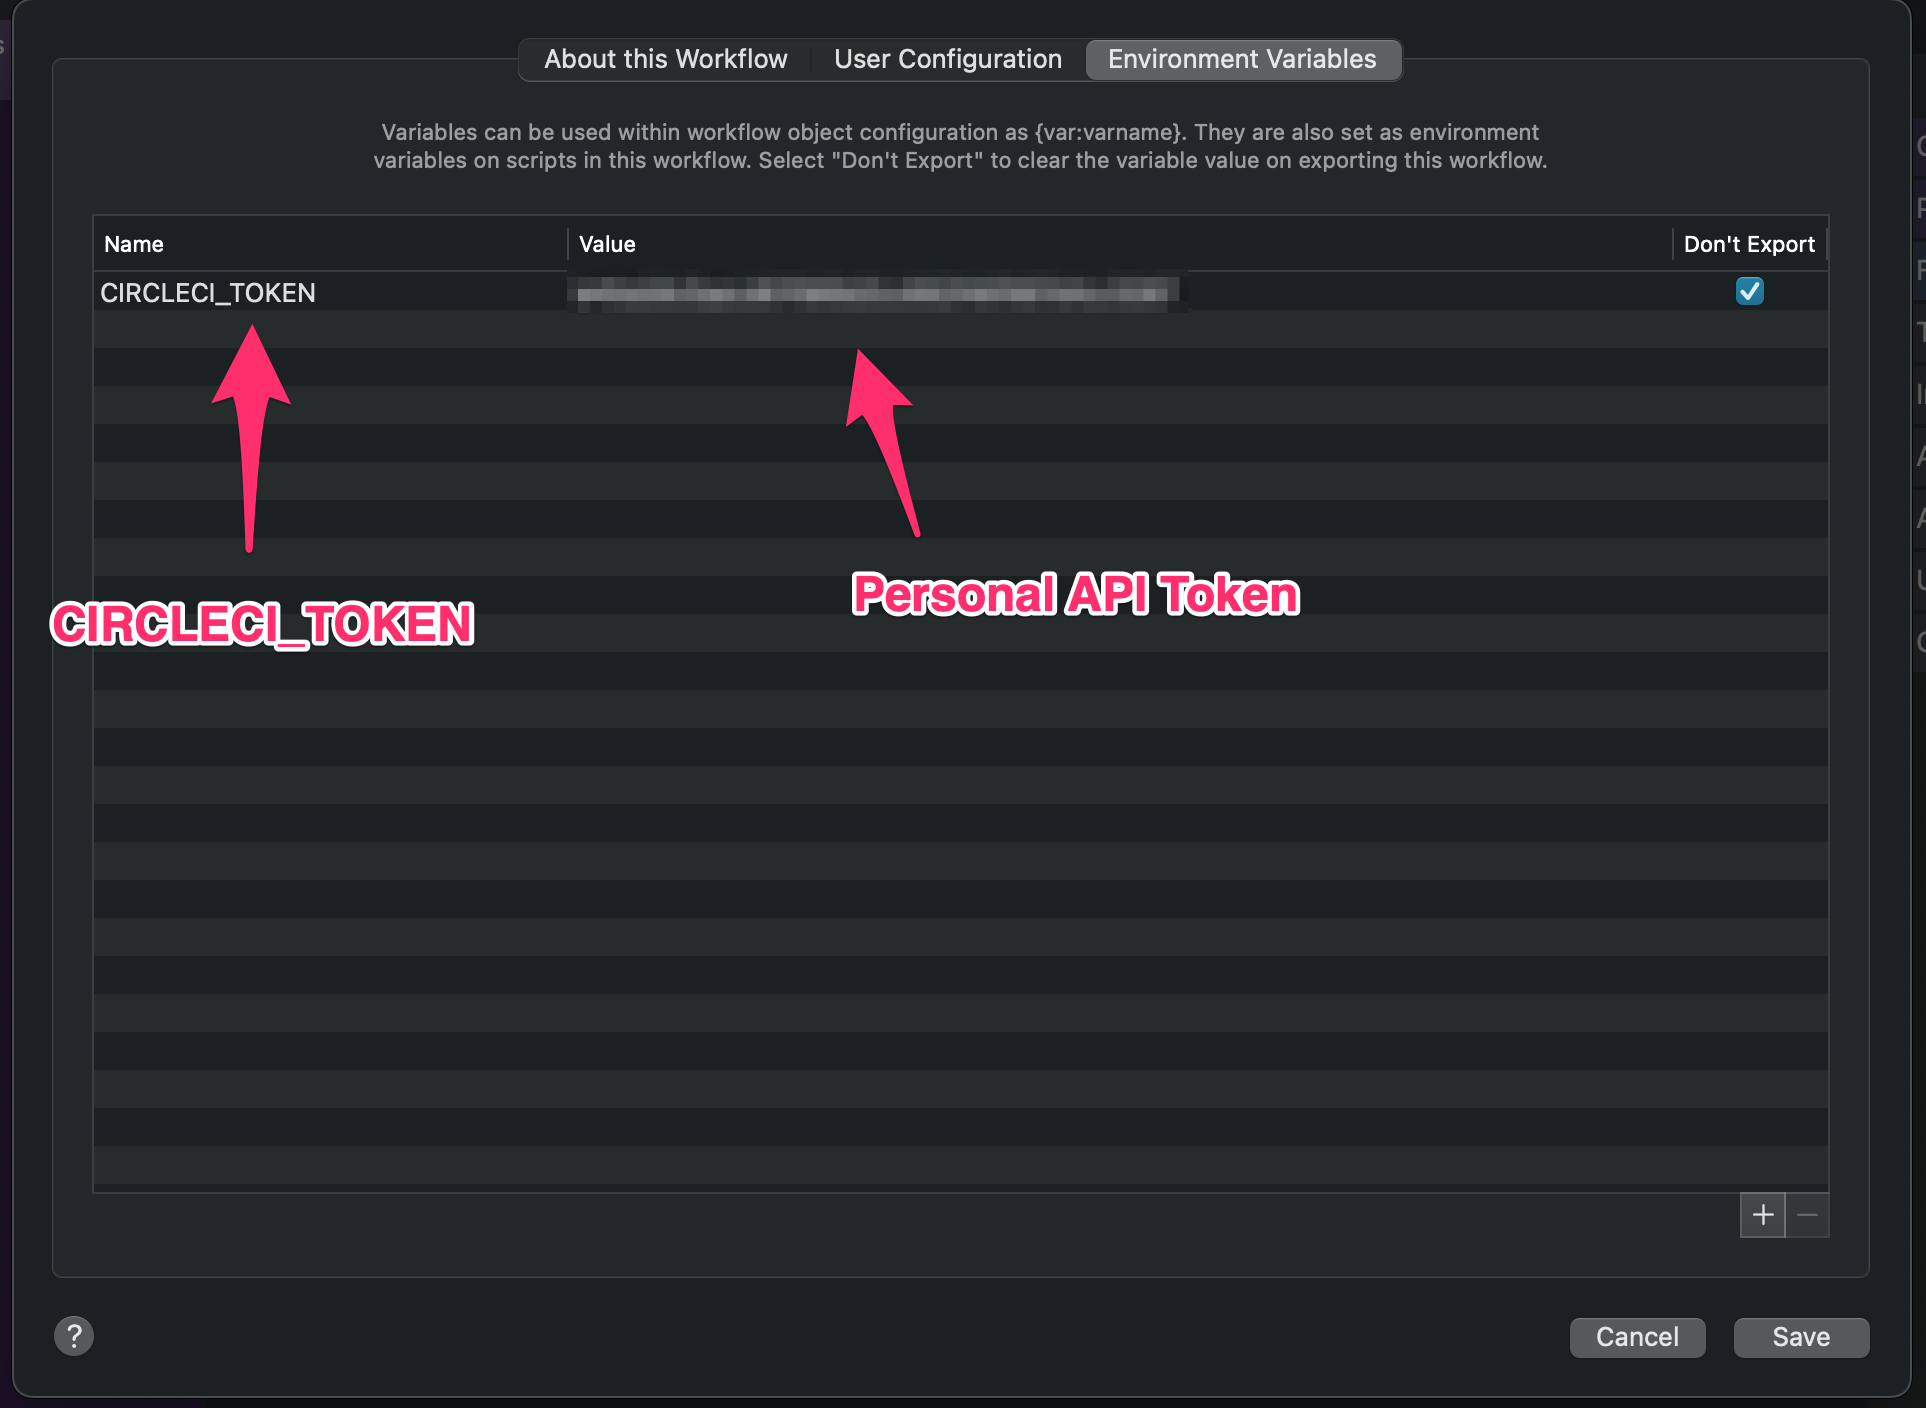 About this Workflow User Configuration Environment Variables
Variables can be used within workflow object configuration as {var:varname}. They are also set as environment
variables on scripts in this workflow. Select "Don't Export" to clear the variable value on exporting this workflow.
Name Value Don't Export
CIRCLECI_TOKEN
Personal API Token
CIRCLECI_TOKEN
? Cancel Save